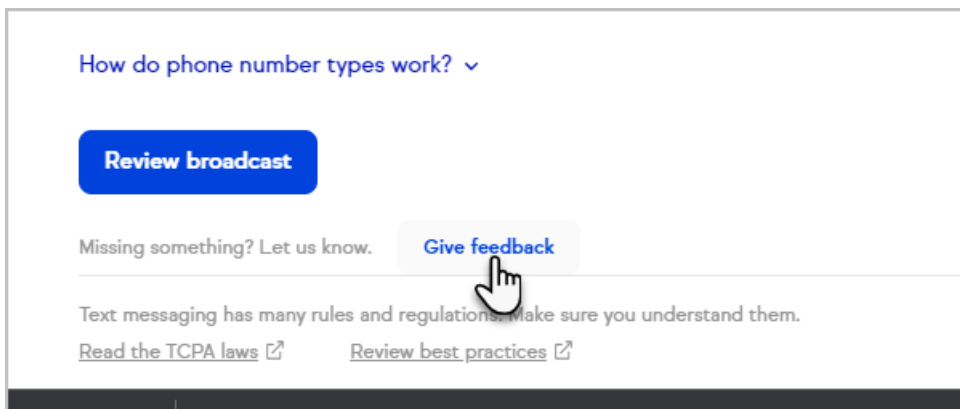 How do phone number types work?
Review broadcast
Missing something? Let us know. Give feedback
Text messaging has many rules and regulations. Make sure you understand them.
Read the TCPA laws Review best practices